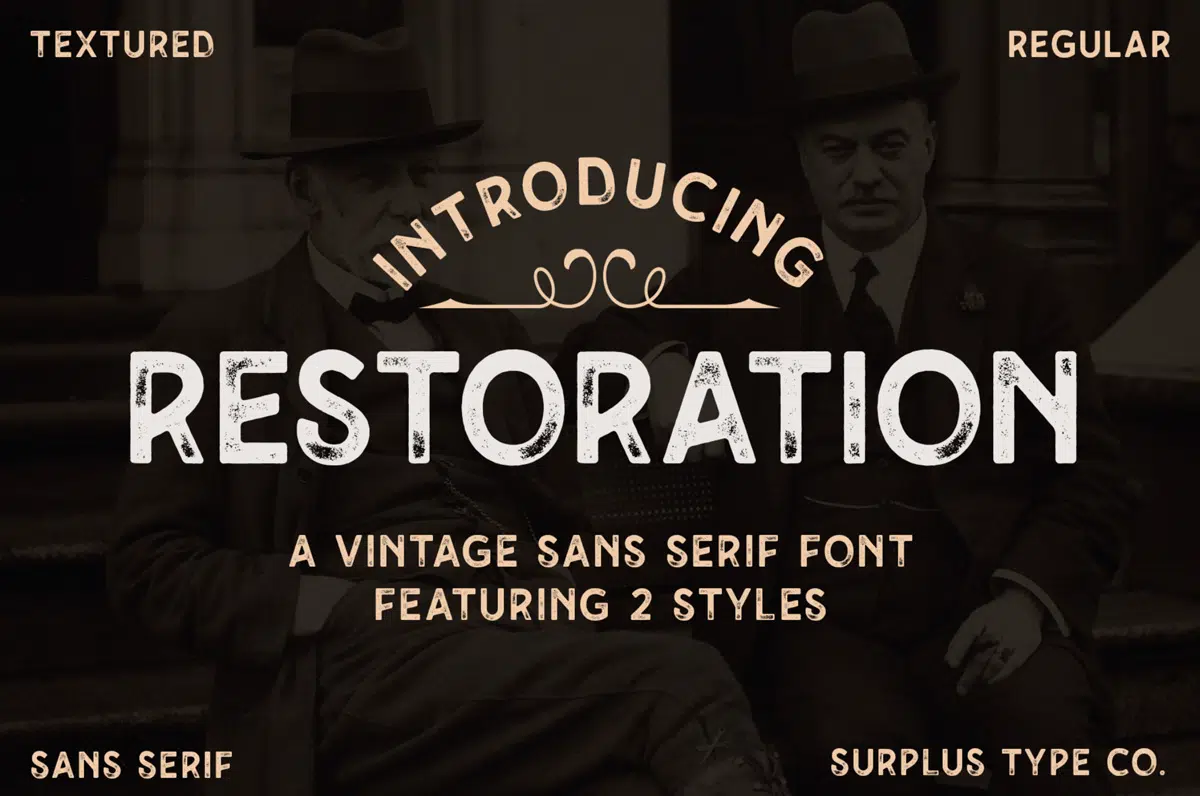 TEXTURED
REGULAR
INTRODUCING
RESTORATION
A VINTAGE SANS SERIF FONT
FEATURING 2 STYLES
SANS SERIF
SURPLUS TYPE CO.